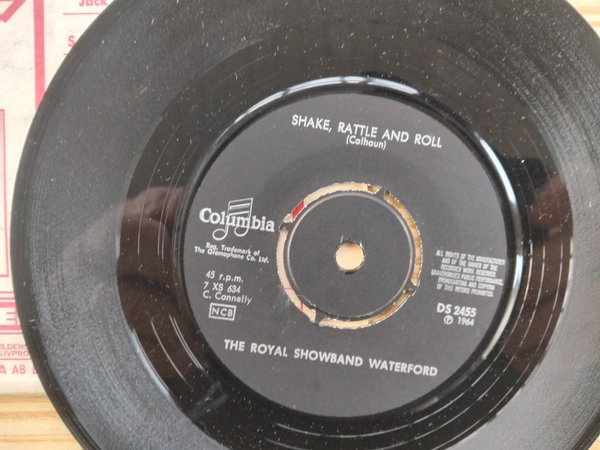 Jack
SHAKE, RATTLE AND ROLL
(Calhoun)
Columbia
Reg. Trademark of
The Gramophone Co. Ltd.
45 r.p.m.
7 XS 634
C. Connelly
NCB
ALL RIGHTS OF THE MANUFACTURER
AND OF THE OWNER OF THE
RECORDED WORK RESERVED
UNAUTHORISED PUBLIC PERFORMANCE
BROADCASTING AND COPYING
OF THIS RECORD PROHIBITED.
DS 2455
℗ 1964
THE ROYAL SHOWBAND WATERFORD